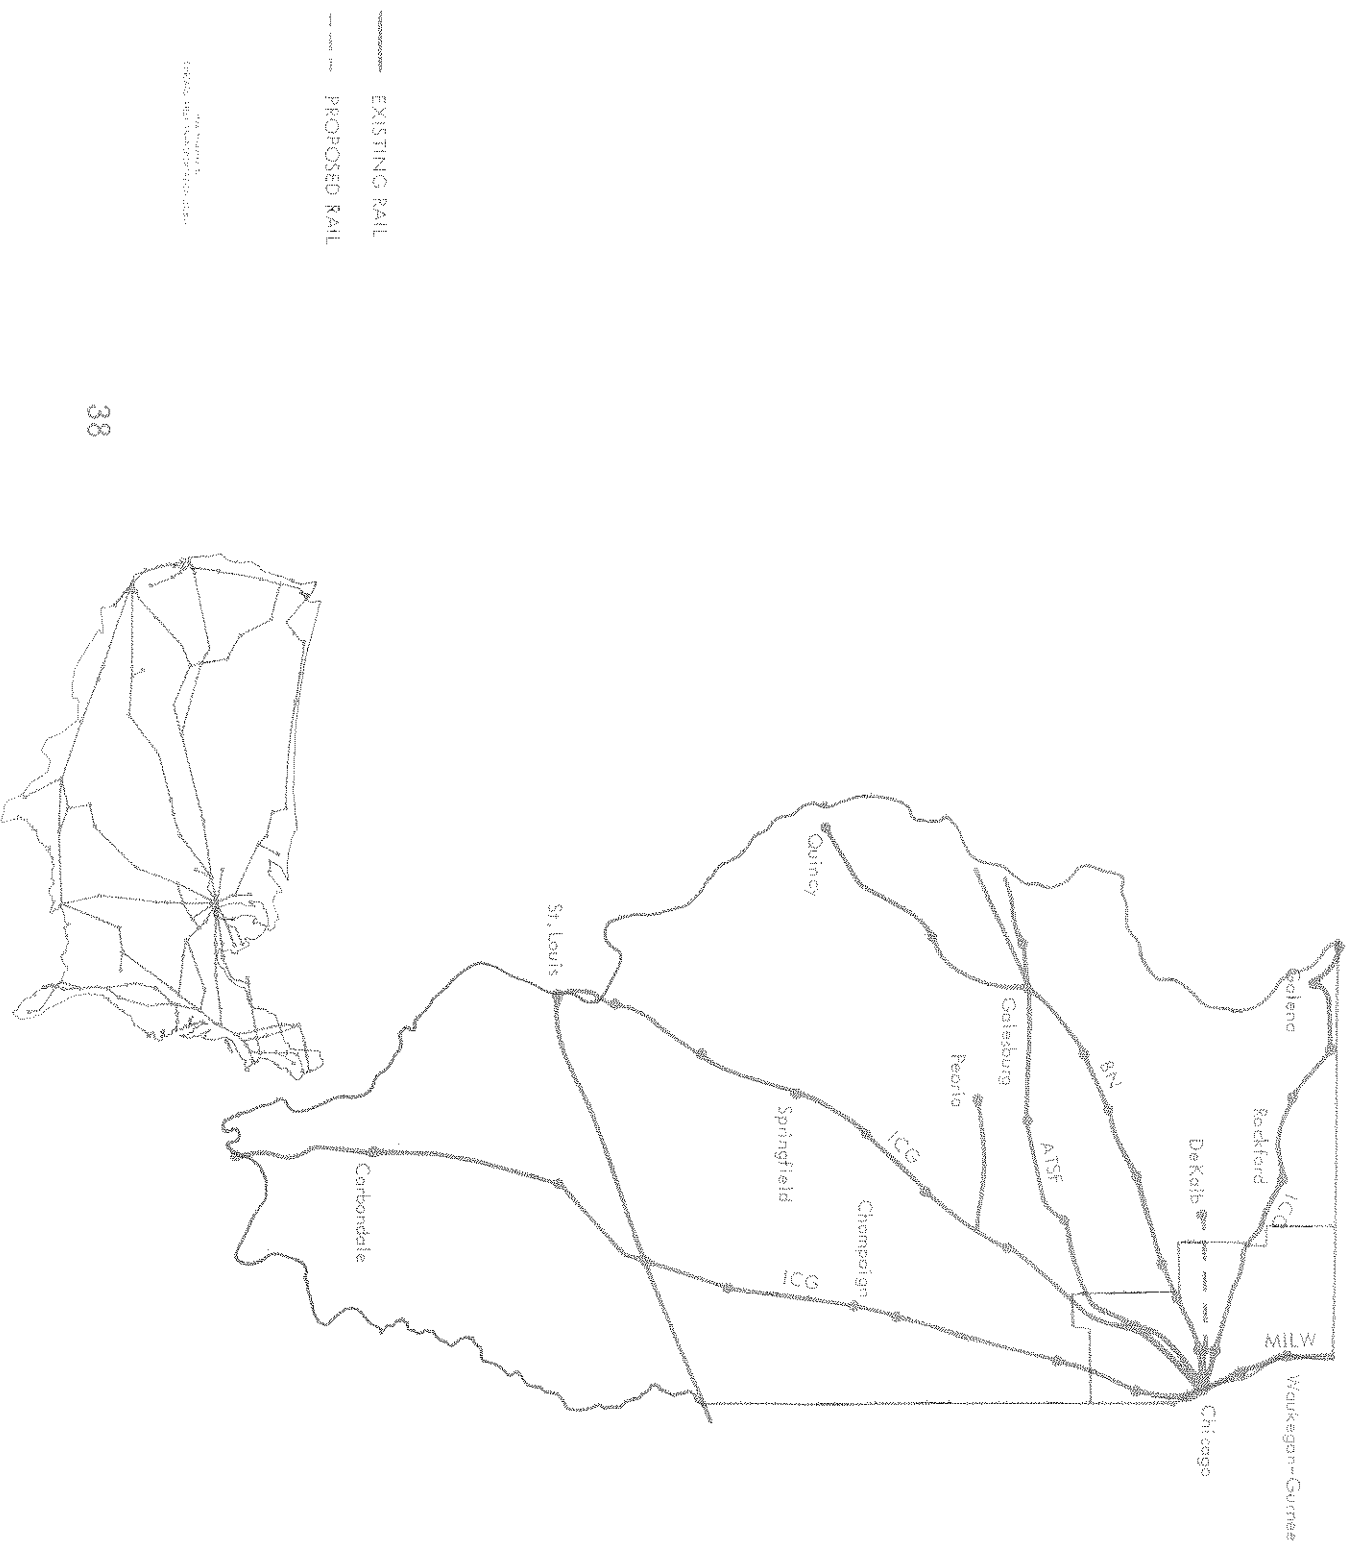 Waukegan-Gurnee
MILW
Chicago
Galena
Rockford
ICG
DeKalb
BN
ATSF
Galesburg
Peoria
Quincy
ICG
Springfield
Champaign
ICG
St. Louis
Carbondale
EXISTING RAIL
PROPOSED RAIL
38